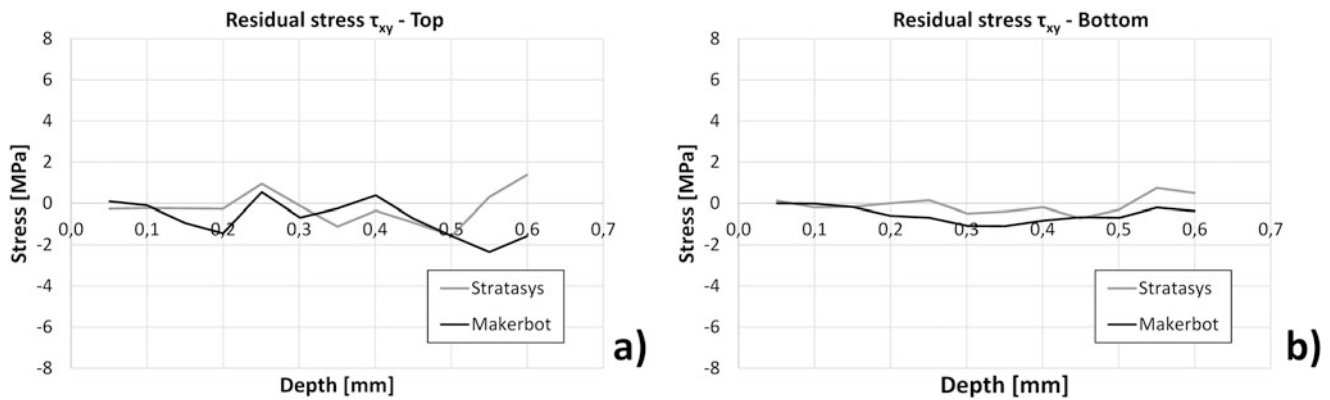 Residual stress τxy - Top
Stress [MPa]
8
6
4
2
0
-2
-4
-6
-8
0,0 0,1 0,2 0,3 0,4 0,5 0,6 0,7
Stratasys
Makerbot
Depth [mm]
a)
Residual stress τxy - Bottom
Stress [MPa]
8
6
4
2
0
-2
-4
-6
-8
0,0 0,1 0,2 0,3 0,4 0,5 0,6 0,7
Stratasys
Makerbot
Depth [mm]
b)